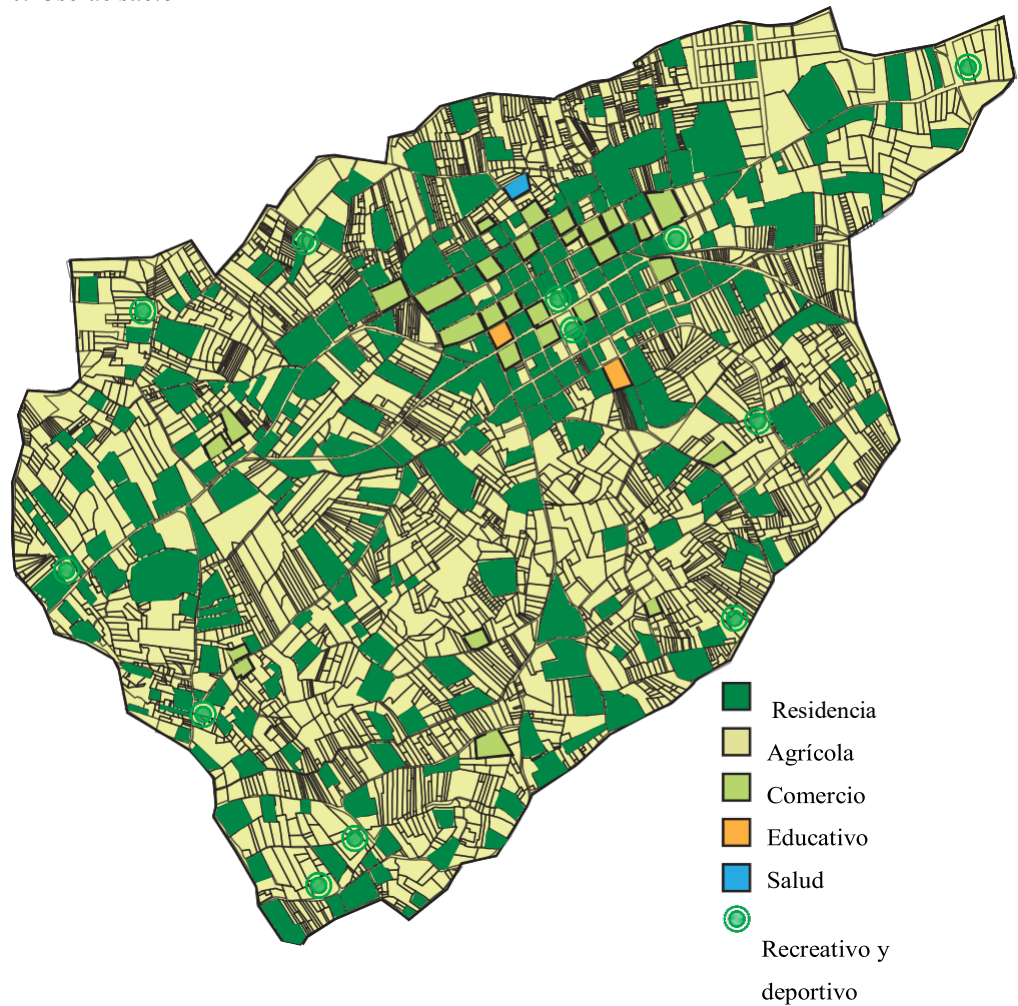 Residencia
Agrícola
Comercio
Educativo
Salud
Recreativo y
deportivo